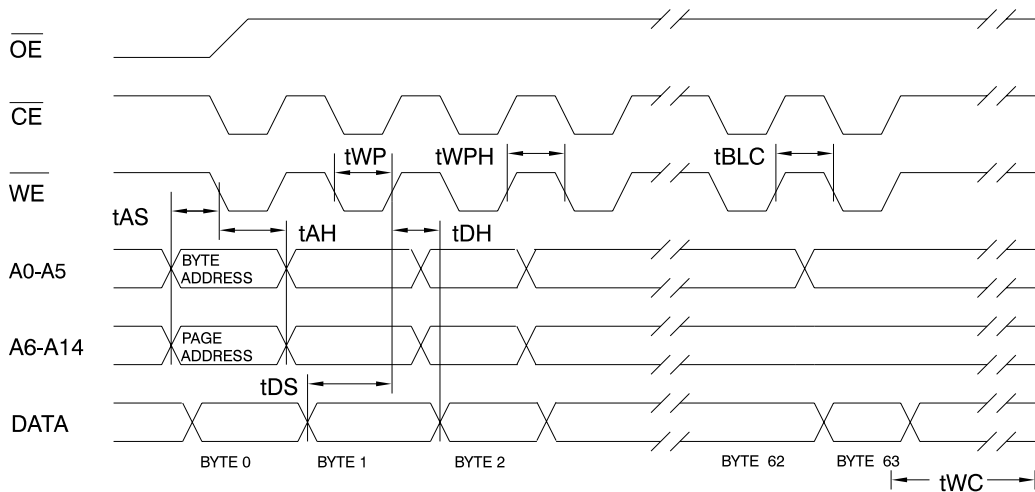 OE
CE
tWP
tWPH
tBLC
WE
tAS
tAH
tDH
A0-A5
BYTE
ADDRESS
A6-A14
PAGE
ADDRESS
tDS
DATA
BYTE 0
BYTE 1
BYTE 2
BYTE 62
BYTE 63
tWC